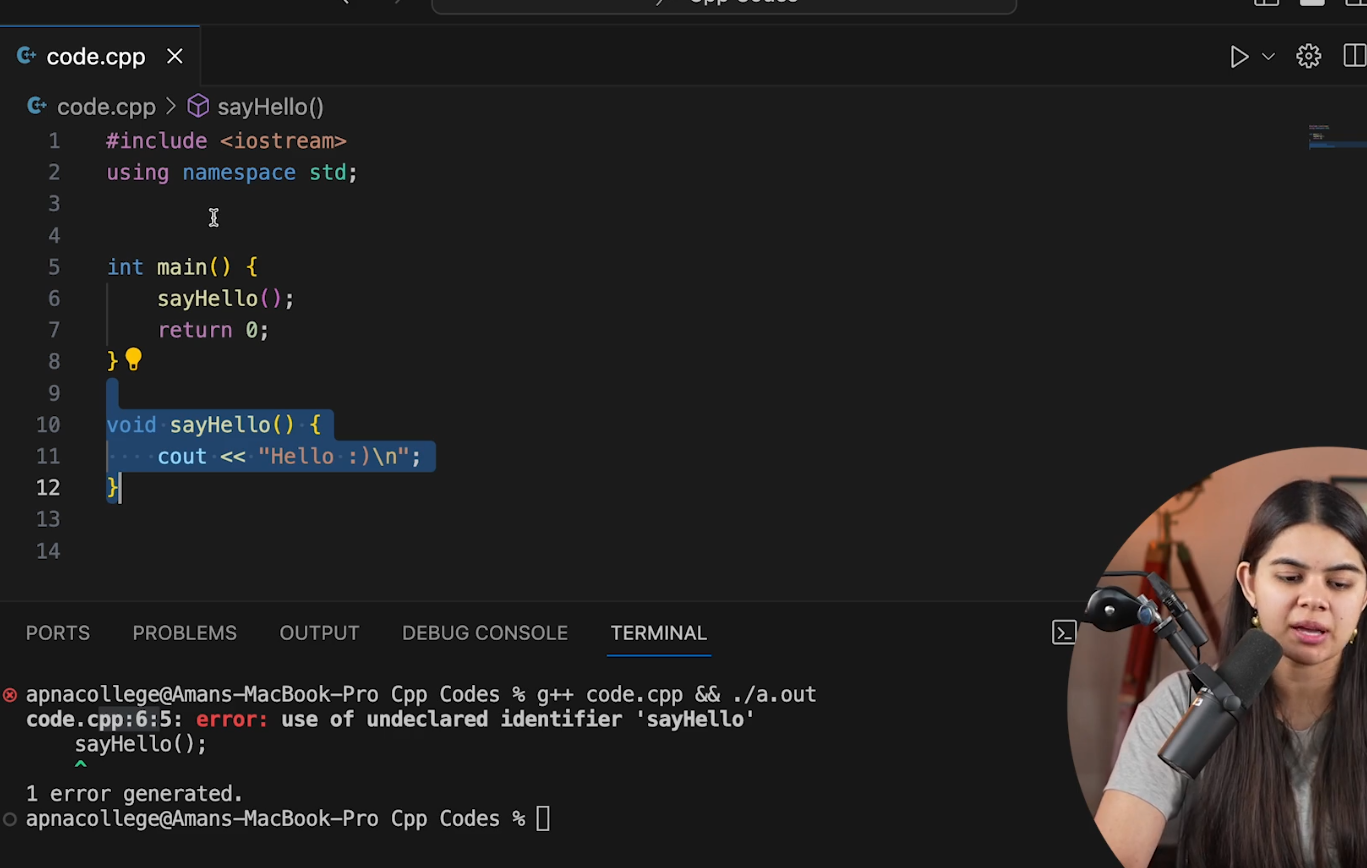 code.cpp
code.cpp > sayHello()
1 #include <iostream>
2 using namespace std;
3
4
5 int main() {
6 sayHello();
7 return 0;
8 }
9
10 void sayHello() {
11 cout << "Hello :)\n";
12 }
13
14
PORTS PROBLEMS OUTPUT DEBUG CONSOLE TERMINAL
apnacollege@Amans-MacBook-Pro Cpp Codes % g++ code.cpp && ./a.out
code.cpp:6:5: error: use of undeclared identifier 'sayHello'
sayHello();
^
1 error generated.
apnacollege@Amans-MacBook-Pro Cpp Codes %